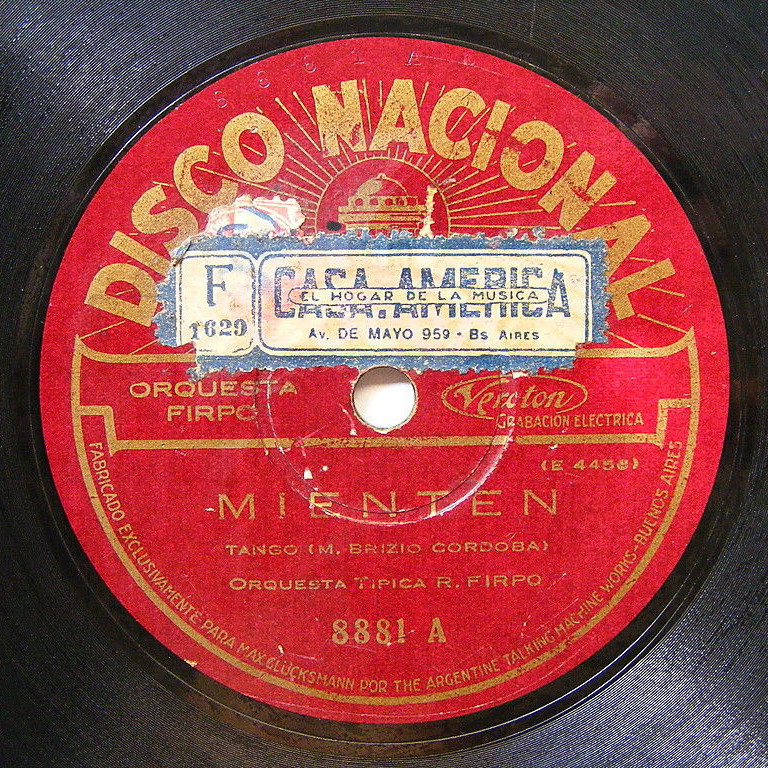 8881 A
DISCO NACIONAL
F
1629
CASA.AMERICA
EL HOGAR DE LA MUSICA
AV. DE MAYO 959 - Bs AIRES
ORQUESTA
FIRPO
Veroton
GRABACION ELECTRICA
(E 4456)
MIENTEN
TANGO (M. BRIZIO CORDOBA)
ORQUESTA TIPICA R. FIRPO
8881 A
FABRICADO EXCLUSIVAMENTE PARA MAX GLÜCKSMANN POR THE ARGENTINE TALKING MACHINE WORKS-BUENOS AIRES